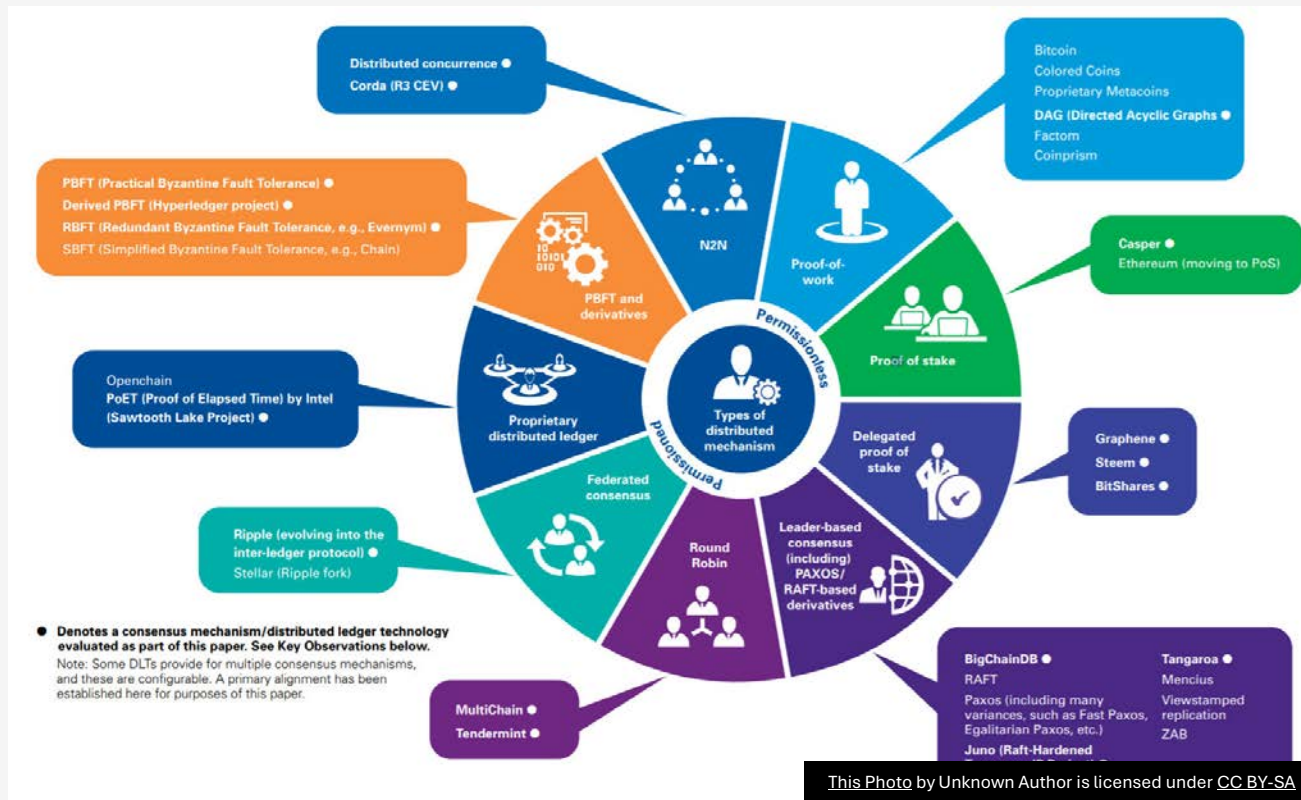 Distributed concurrence ●
Corda (R3 CEV) ●
Bitcoin
Colored Coins
Proprietary Metacoins
DAG (Directed Acyclic Graphs ●
Factom
Coinprism
PBFT (Practical Byzantine Fault Tolerance) ●
Derived PBFT (Hyperledger project) ●
RBFT (Redundant Byzantine Fault Tolerance, e.g., Evernym) ●
SBFT (Simplified Byzantine Fault Tolerance, e.g., Chain)
Casper ●
Ethereum (moving to PoS)
Openchain
PoET (Proof of Elapsed Time) by Intel
(Sawtooth Lake Project) ●
Graphene ●
Steem ●
BitShares ●
Ripple (evolving into the
inter-ledger protocol) ●
Stellar (Ripple fork)
MultiChain ●
Tendermint ●
BigChainDB ●
RAFT
Paxos (including many
variances, such as Fast Paxos,
Egalitarian Paxos, etc.)
Juno (Raft-Hardened
Tangaroa ●
Mencius
Viewstamped
replication
ZAB
N2N
Proof-of-
work
Proof of stake
Delegated
proof of
stake
Leader-based
consensus
(including)
PAXOS/
RAFT-based
derivatives
Round
Robin
Federated
consensus
Proprietary
distributed ledger
10
10101
010
PBFT and
derivatives
Permissionless
Permissioned
Types of
distributed
mechanism
● Denotes a consensus mechanism/distributed ledger technology
evaluated as part of this paper. See Key Observations below.
Note: Some DLTs provide for multiple consensus mechanisms,
and these are configurable. A primary alignment has been
established here for purposes of this paper.
This Photo by Unknown Author is licensed under CC BY-SA